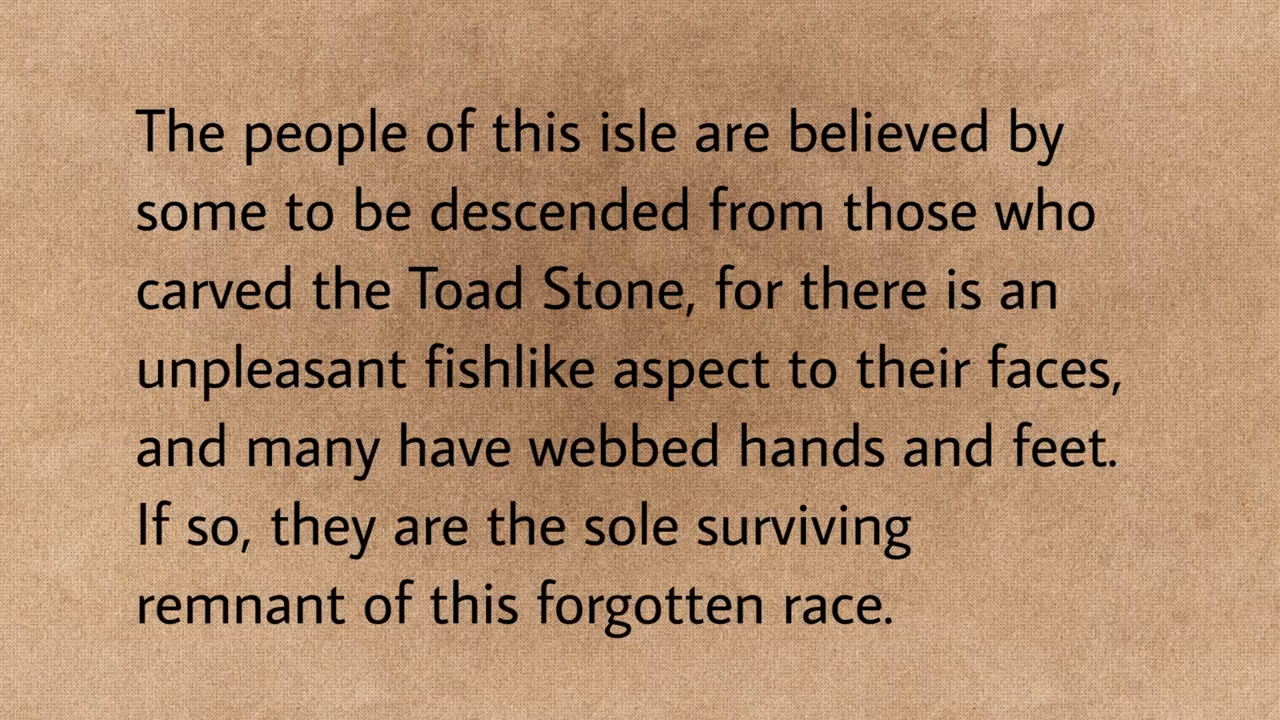 The people of this isle are believed by
some to be descended from those who
carved the Toad Stone, for there is an
unpleasant fishlike aspect to their faces,
and many have webbed hands and feet.
If so, they are the sole surviving
remnant of this forgotten race.